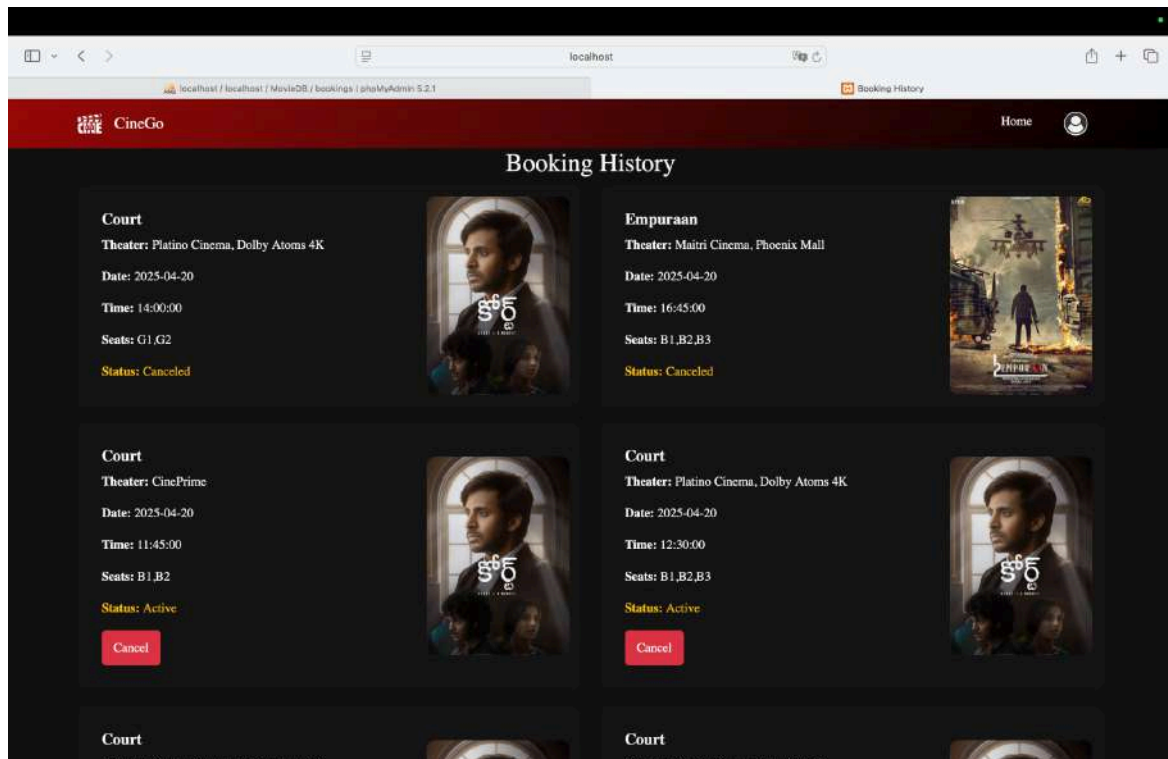 localhost
localhost / localhost / MovieDB / bookings | phpMyAdmin 5.2.1
Booking History
CineGo
Home
Booking History
Court
Theater: Platino Cinema, Dolby Atoms 4K
Date: 2025-04-20
Time: 14:00:00
Seats: G1,G2
Status: Canceled
కోర్ట్
Empuraan
Theater: Maitri Cinema, Phoenix Mall
Date: 2025-04-20
Time: 16:45:00
Seats: B1,B2,B3
Status: Canceled
Court
Theater: CinePrime
Date: 2025-04-20
Time: 11:45:00
Seats: B1,B2
Status: Active
Cancel
కోర్ట్
Court
Theater: Platino Cinema, Dolby Atoms 4K
Date: 2025-04-20
Time: 12:30:00
Seats: B1,B2,B3
Status: Active
Cancel
కోర్ట్
Court
Court